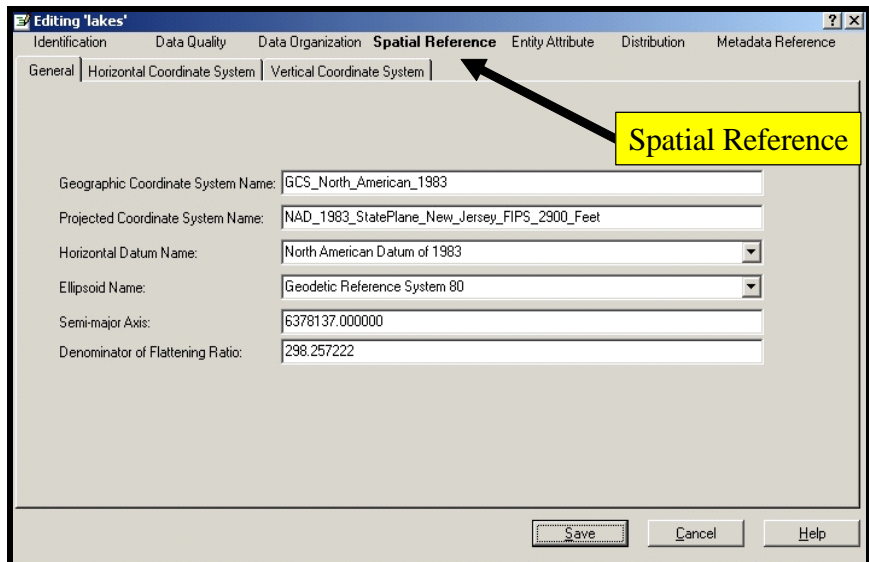 Editing 'lakes'
Identification Data Quality Data Organization Spatial Reference Entity Attribute Distribution Metadata Reference
General Horizontal Coordinate System Vertical Coordinate System
Spatial Reference
Geographic Coordinate System Name: GCS_North_American_1983
Projected Coordinate System Name: NAD_1983_StatePlane_New_Jersey_FIPS_2900_Feet
Horizontal Datum Name: North American Datum of 1983
Ellipsoid Name: Geodetic Reference System 80
Semi-major Axis: 6378137.000000
Denominator of Flattening Ratio: 298.257222
Save Cancel Help